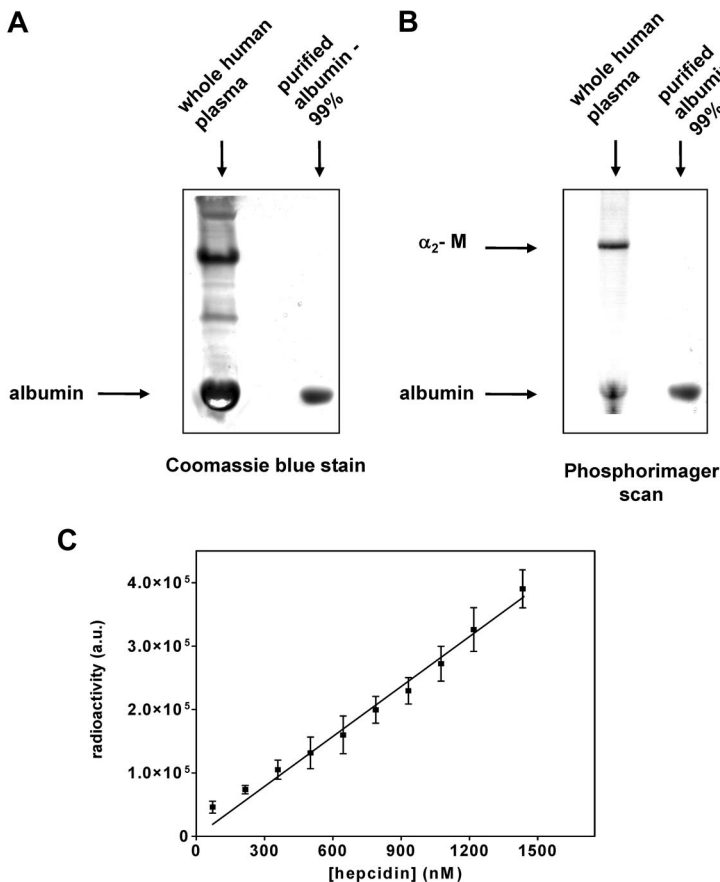 A
whole human
plasma
purified
albumin -
99%
albumin
Coomassie blue stain
B
whole human
plasma
purified
99%
α₂- M
albumin
Phosphorimager
scan
C
radioactivity (a.u.)
4.0×10⁵
3.0×10⁵
2.0×10⁵
1.0×10⁵
0
0 300 600 900 1200 1500
[hepcidin] (nM)